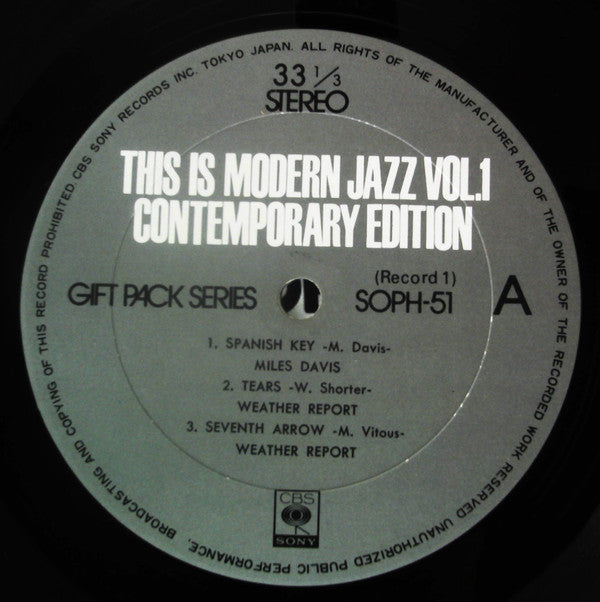 CBS SONY RECORDS INC. TOKYO JAPAN. ALL RIGHTS OF THE MANUFACTURER AND OF THE OWNER OF THE RECORDED WORK RESERVED UNAUTHORIZED PUBLIC PERFORMANCE, BROADCASTING AND COPYING OF THIS RECORD PROHIBITED
33 1/3
STEREO
THIS IS MODERN JAZZ VOL.1
CONTEMPORARY EDITION
GIFT PACK SERIES
(Record 1)
SOPH-51
A
1. SPANISH KEY -M. Davis-
MILES DAVIS
2. TEARS -W. Shorter-
WEATHER REPORT
3. SEVENTH ARROW -M. Vitous-
WEATHER REPORT
CBS
SONY